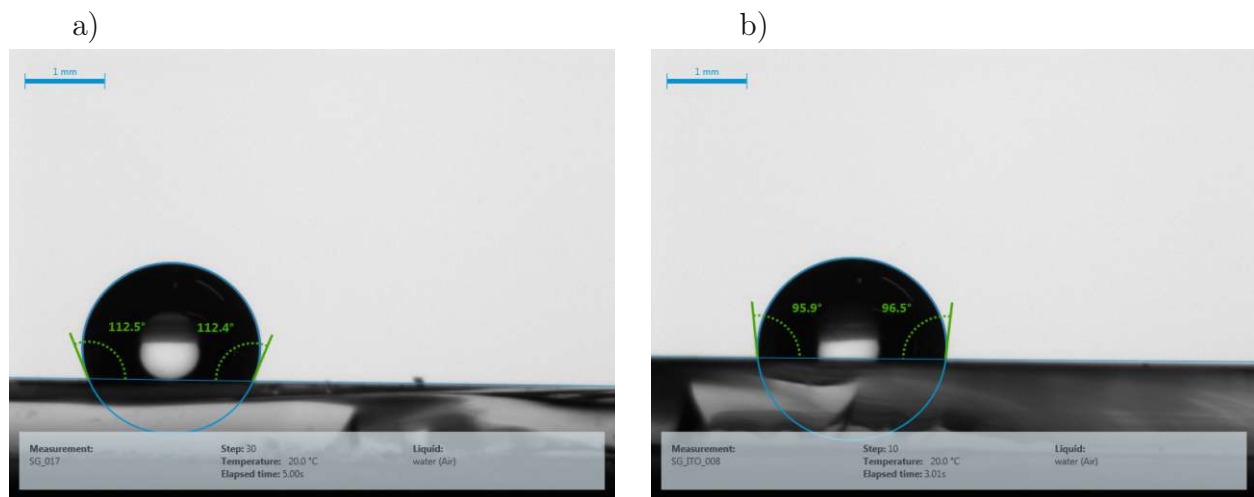 a)
b)
1 mm
1 mm
112.5° 112.4°
95.9° 96.5°
Measurement:
SG_017
Step: 30
Temperature: 20.0 °C
Elapsed time: 5.00s
Liquid:
water (Air)
Measurement:
SG_ITO_008
Step: 10
Temperature: 20.0 °C
Elapsed time: 3.01s
Liquid:
water (Air)